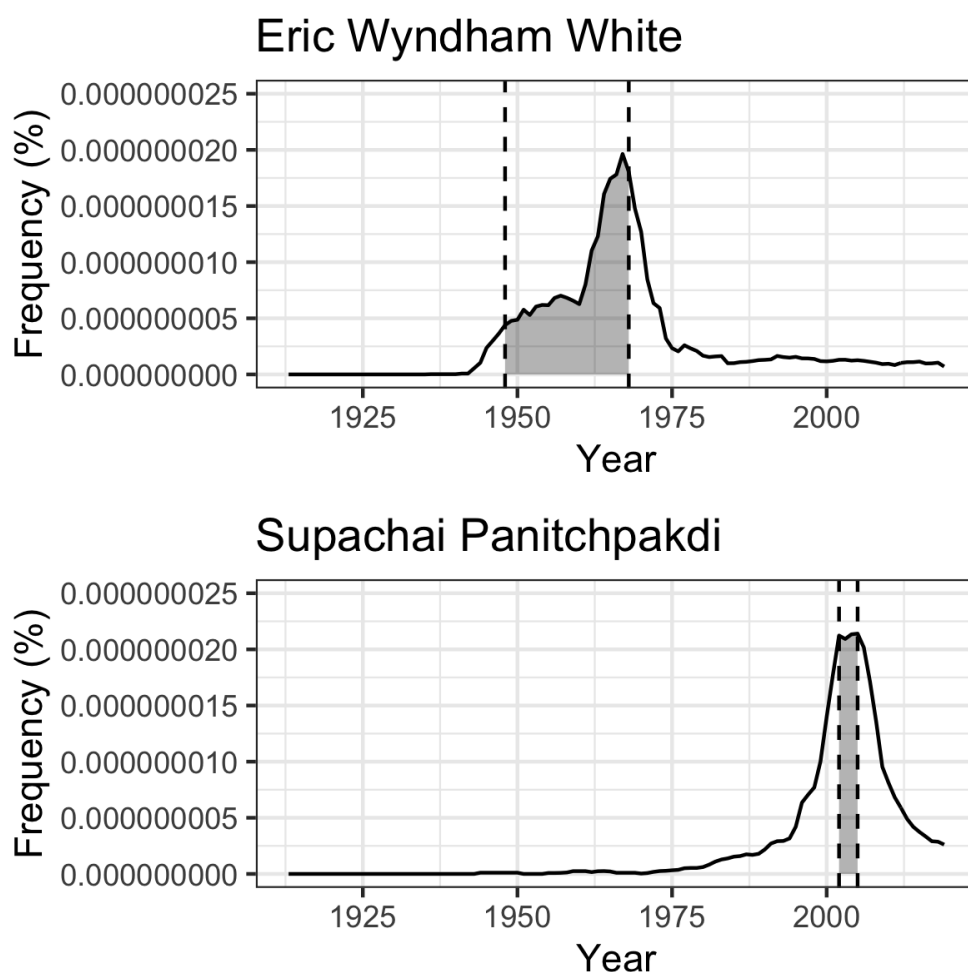 Eric Wyndham White
0.000000025
0.000000020
0.000000015
0.000000010
0.000000005
0.000000000
Frequency (%)
1925 1950 1975 2000
Year
Supachai Panitchpakdi
0.000000025
0.000000020
0.000000015
0.000000010
0.000000005
0.000000000
Frequency (%)
1925 1950 1975 2000
Year